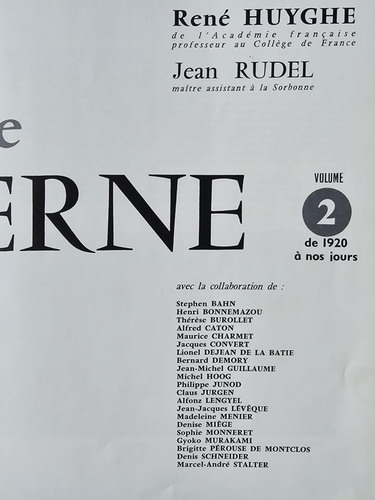 René HUYGHE
de l'Académie française
professeur au Collège de France
Jean RUDEL
maître assistant à la Sorbonne
e
ERNE
VOLUME
2
de 1920
à nos jours
avec la collaboration de :
Stephen BAHN
Henri BONNEMAZOU
Thérèse BUROLLET
Alfred CATON
Maurice CHARMET
Jacques CONVERT
Lionel DEJEAN DE LA BATIE
Bernard DEMORY
Jean-Michel GUILLAUME
Michel HOOG
Philippe JUNOD
Claus JURGEN
Alfonz LENGYEL
Jean-Jacques LÉVÊQUE
Madeleine MENIER
Denise MIÈGE
Sophie MONNERET
Gyoko MURAKAMI
Brigitte PÉROUSE DE MONTCLOS
Denis SCHNEIDER
Marcel-André STALTER